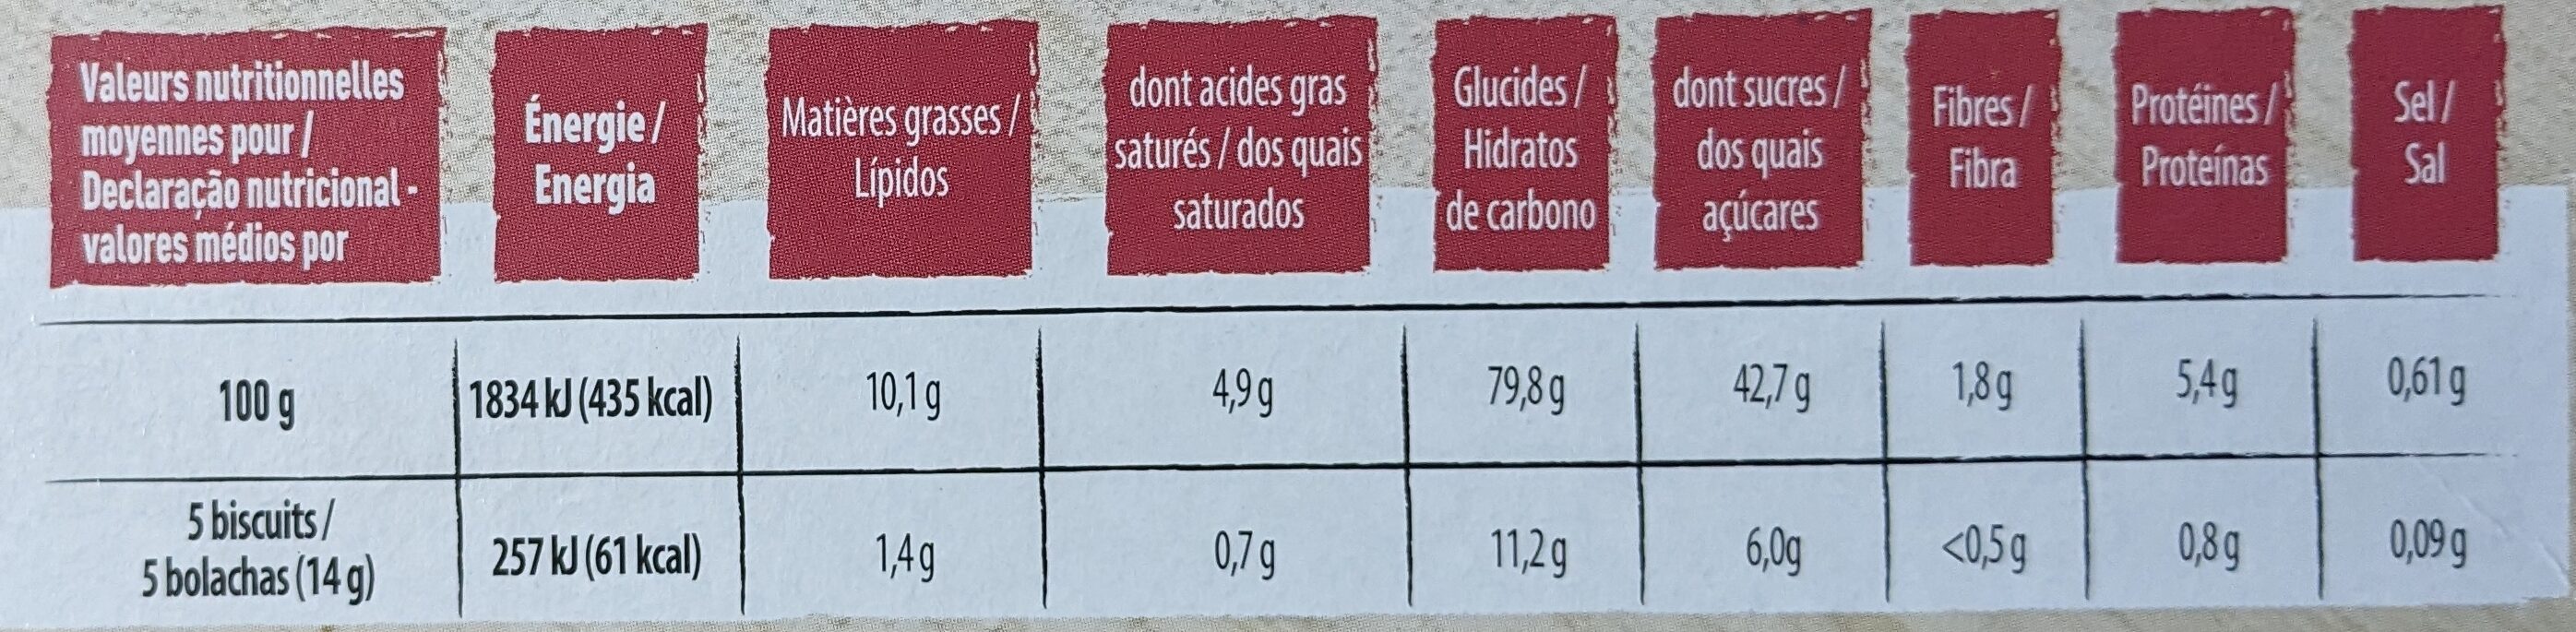 Valeurs nutritionnelles
moyennes pour /
Declaração nutricional -
valores médios por
Énergie /
Energia
Matières grasses /
Lípidos
dont acides gras
saturés / dos quais
saturados
Glucides /
Hidratos
de carbono
dont sucres /
dos quais
açúcares
Fibres /
Fibra
Protéines /
Proteínas
Sel /
Sal
100 g
1834 kJ (435 kcal)
10,1 g
4,9 g
79,8 g
42,7 g
1,8 g
5,4 g
0,61 g
5 biscuits /
5 bolachas (14 g)
257 kJ (61 kcal)
1,4 g
0,7 g
11,2 g
6,0g
<0,5 g
0,8 g
0,09 g